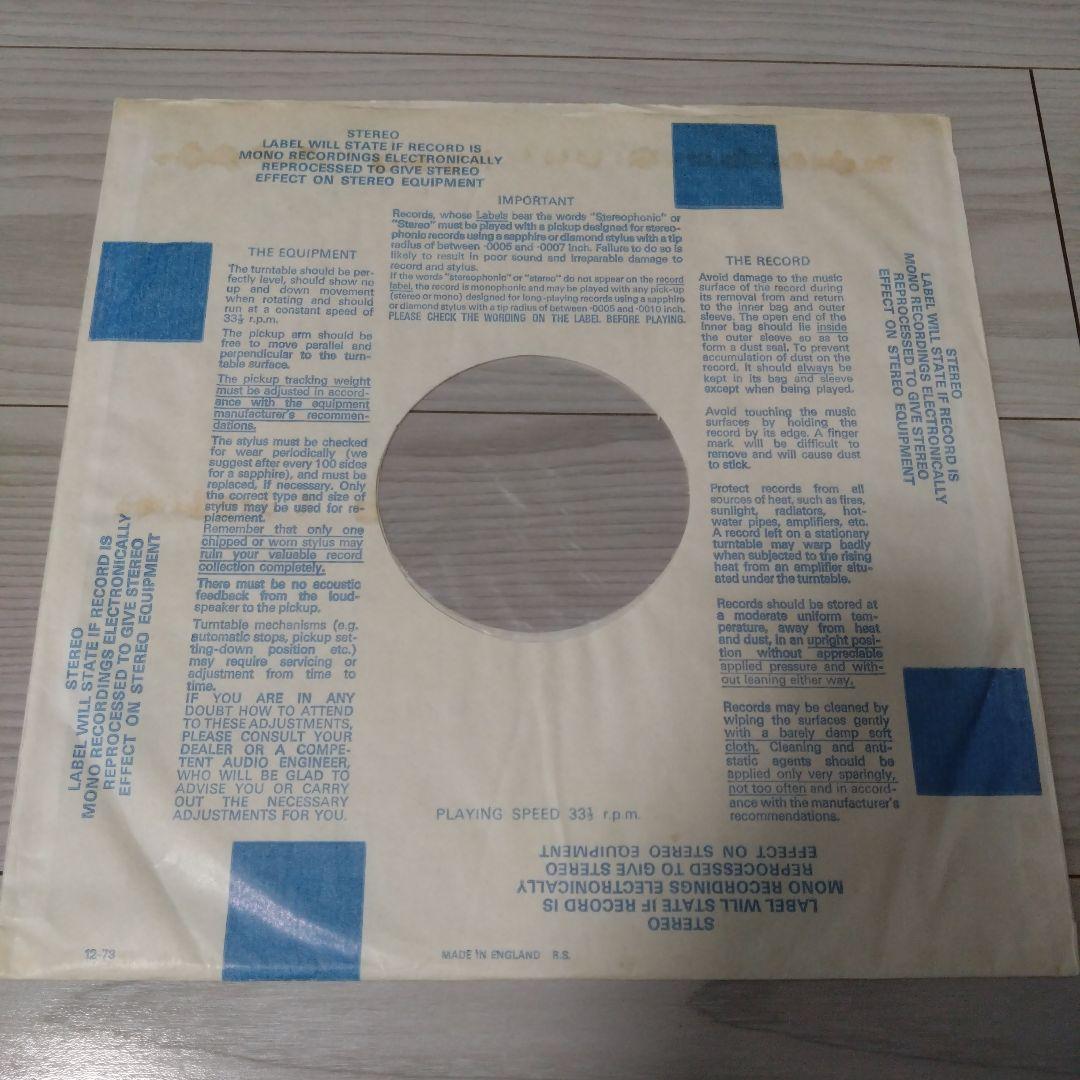 STEREO
LABEL WILL STATE IF RECORD IS
MONO RECORDINGS ELECTRONICALLY
REPROCESSED TO GIVE STEREO
EFFECT ON STEREO EQUIPMENT
IMPORTANT
Records, whose Labels bear the words "Stereophonic" or
"Stereo" must be played with a pickup designed for stereo-
phonic records using a sapphire or diamond stylus with a tip
radius of between ·0005 and ·0007 inch. Failure to do so is
likely to result in poor sound and irreparable damage to
record and stylus.
If the words "stereophonic" or "stereo" do not appear on the record
label, the record is monophonic and may be played with any pick-up
(stereo or mono) designed for long-playing records using a sapphire
or diamond stylus with a tip radius of between ·0005 and ·0010 inch.
PLEASE CHECK THE WORDING ON THE LABEL BEFORE PLAYING.
THE EQUIPMENT
The turntable should be per-
fectly level, should show no
up and down movement
when rotating and should
run at a constant speed of
33⅓ r.p.m.
The pickup arm should be
free to move parallel and
perpendicular to the turn-
table surface.
The pickup tracking weight
must be adjusted in accord-
ance with the equipment
manufacturer's recommen-
dations.
The stylus must be checked
for wear periodically (we
suggest after every 100 sides
for a sapphire), and must be
replaced, if necessary. Only
the correct type and size of
stylus may be used for re-
placement.
Remember that only one
chipped or worn stylus may
ruin your valuable record
collection completely.
There must be no acoustic
feedback from the loud-
speaker to the pickup.
Turntable mechanisms (e.g.
automatic stops, pickup set-
ting-down position etc.)
may require servicing or
adjustment from time to
time.
IF YOU ARE IN ANY
DOUBT HOW TO ATTEND
TO THESE ADJUSTMENTS,
PLEASE CONSULT YOUR
DEALER OR A COMPE-
TENT AUDIO ENGINEER,
WHO WILL BE GLAD TO
ADVISE YOU OR CARRY
OUT THE NECESSARY
ADJUSTMENTS FOR YOU.
THE RECORD
Avoid damage to the music
surface of the record during
its removal from and return
to the inner bag and outer
sleeve. The open end of the
inner bag should lie inside
the outer sleeve so as to
form a dust seal. To prevent
accumulation of dust on the
record. It should always be
kept in its bag and sleeve
except when being played.
Avoid touching the music
surfaces by holding the
record by its edge. A finger
mark will be difficult to
remove and will cause dust
to stick.
Protect records from all
sources of heat, such as fires,
sunlight, radiators, hot-
water pipes, amplifiers, etc.
A record left on a stationary
turntable may warp badly
when subjected to the rising
heat from an amplifier situ-
ated under the turntable.
Records should be stored at
a moderate uniform tem-
perature, away from heat
and dust, in an upright posi-
tion without appreciable
applied pressure and with-
out leaning either way.
Records may be cleaned by
wiping the surfaces gently
with a barely damp soft
cloth. Cleaning and anti-
static agents should be
applied only very sparingly,
not too often and in accord-
ance with the manufacturer's
recommendations.
STEREO
LABEL WILL STATE IF RECORD IS
MONO RECORDINGS ELECTRONICALLY
REPROCESSED TO GIVE STEREO
EFFECT ON STEREO EQUIPMENT
STEREO
LABEL WILL STATE IF RECORD IS
MONO RECORDINGS ELECTRONICALLY
REPROCESSED TO GIVE STEREO
EFFECT ON STEREO EQUIPMENT
PLAYING SPEED 33⅓ r.p.m.
STEREO
LABEL WILL STATE IF RECORD IS
MONO RECORDINGS ELECTRONICALLY
REPROCESSED TO GIVE STEREO
EFFECT ON STEREO EQUIPMENT
12-73
MADE IN ENGLAND R.S.